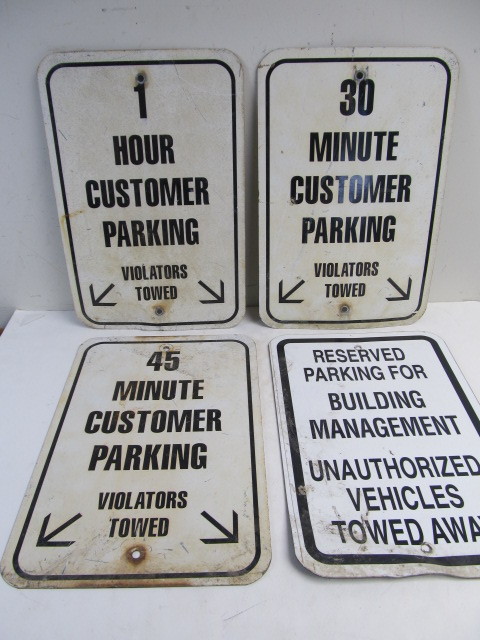 1
HOUR
CUSTOMER
PARKING
VIOLATORS
TOWED
30
MINUTE
CUSTOMER
PARKING
VIOLATORS
TOWED
45
MINUTE
CUSTOMER
PARKING
VIOLATORS
TOWED
RESERVED
PARKING FOR
BUILDING
MANAGEMENT
UNAUTHORIZED
VEHICLES
TOWED AWA